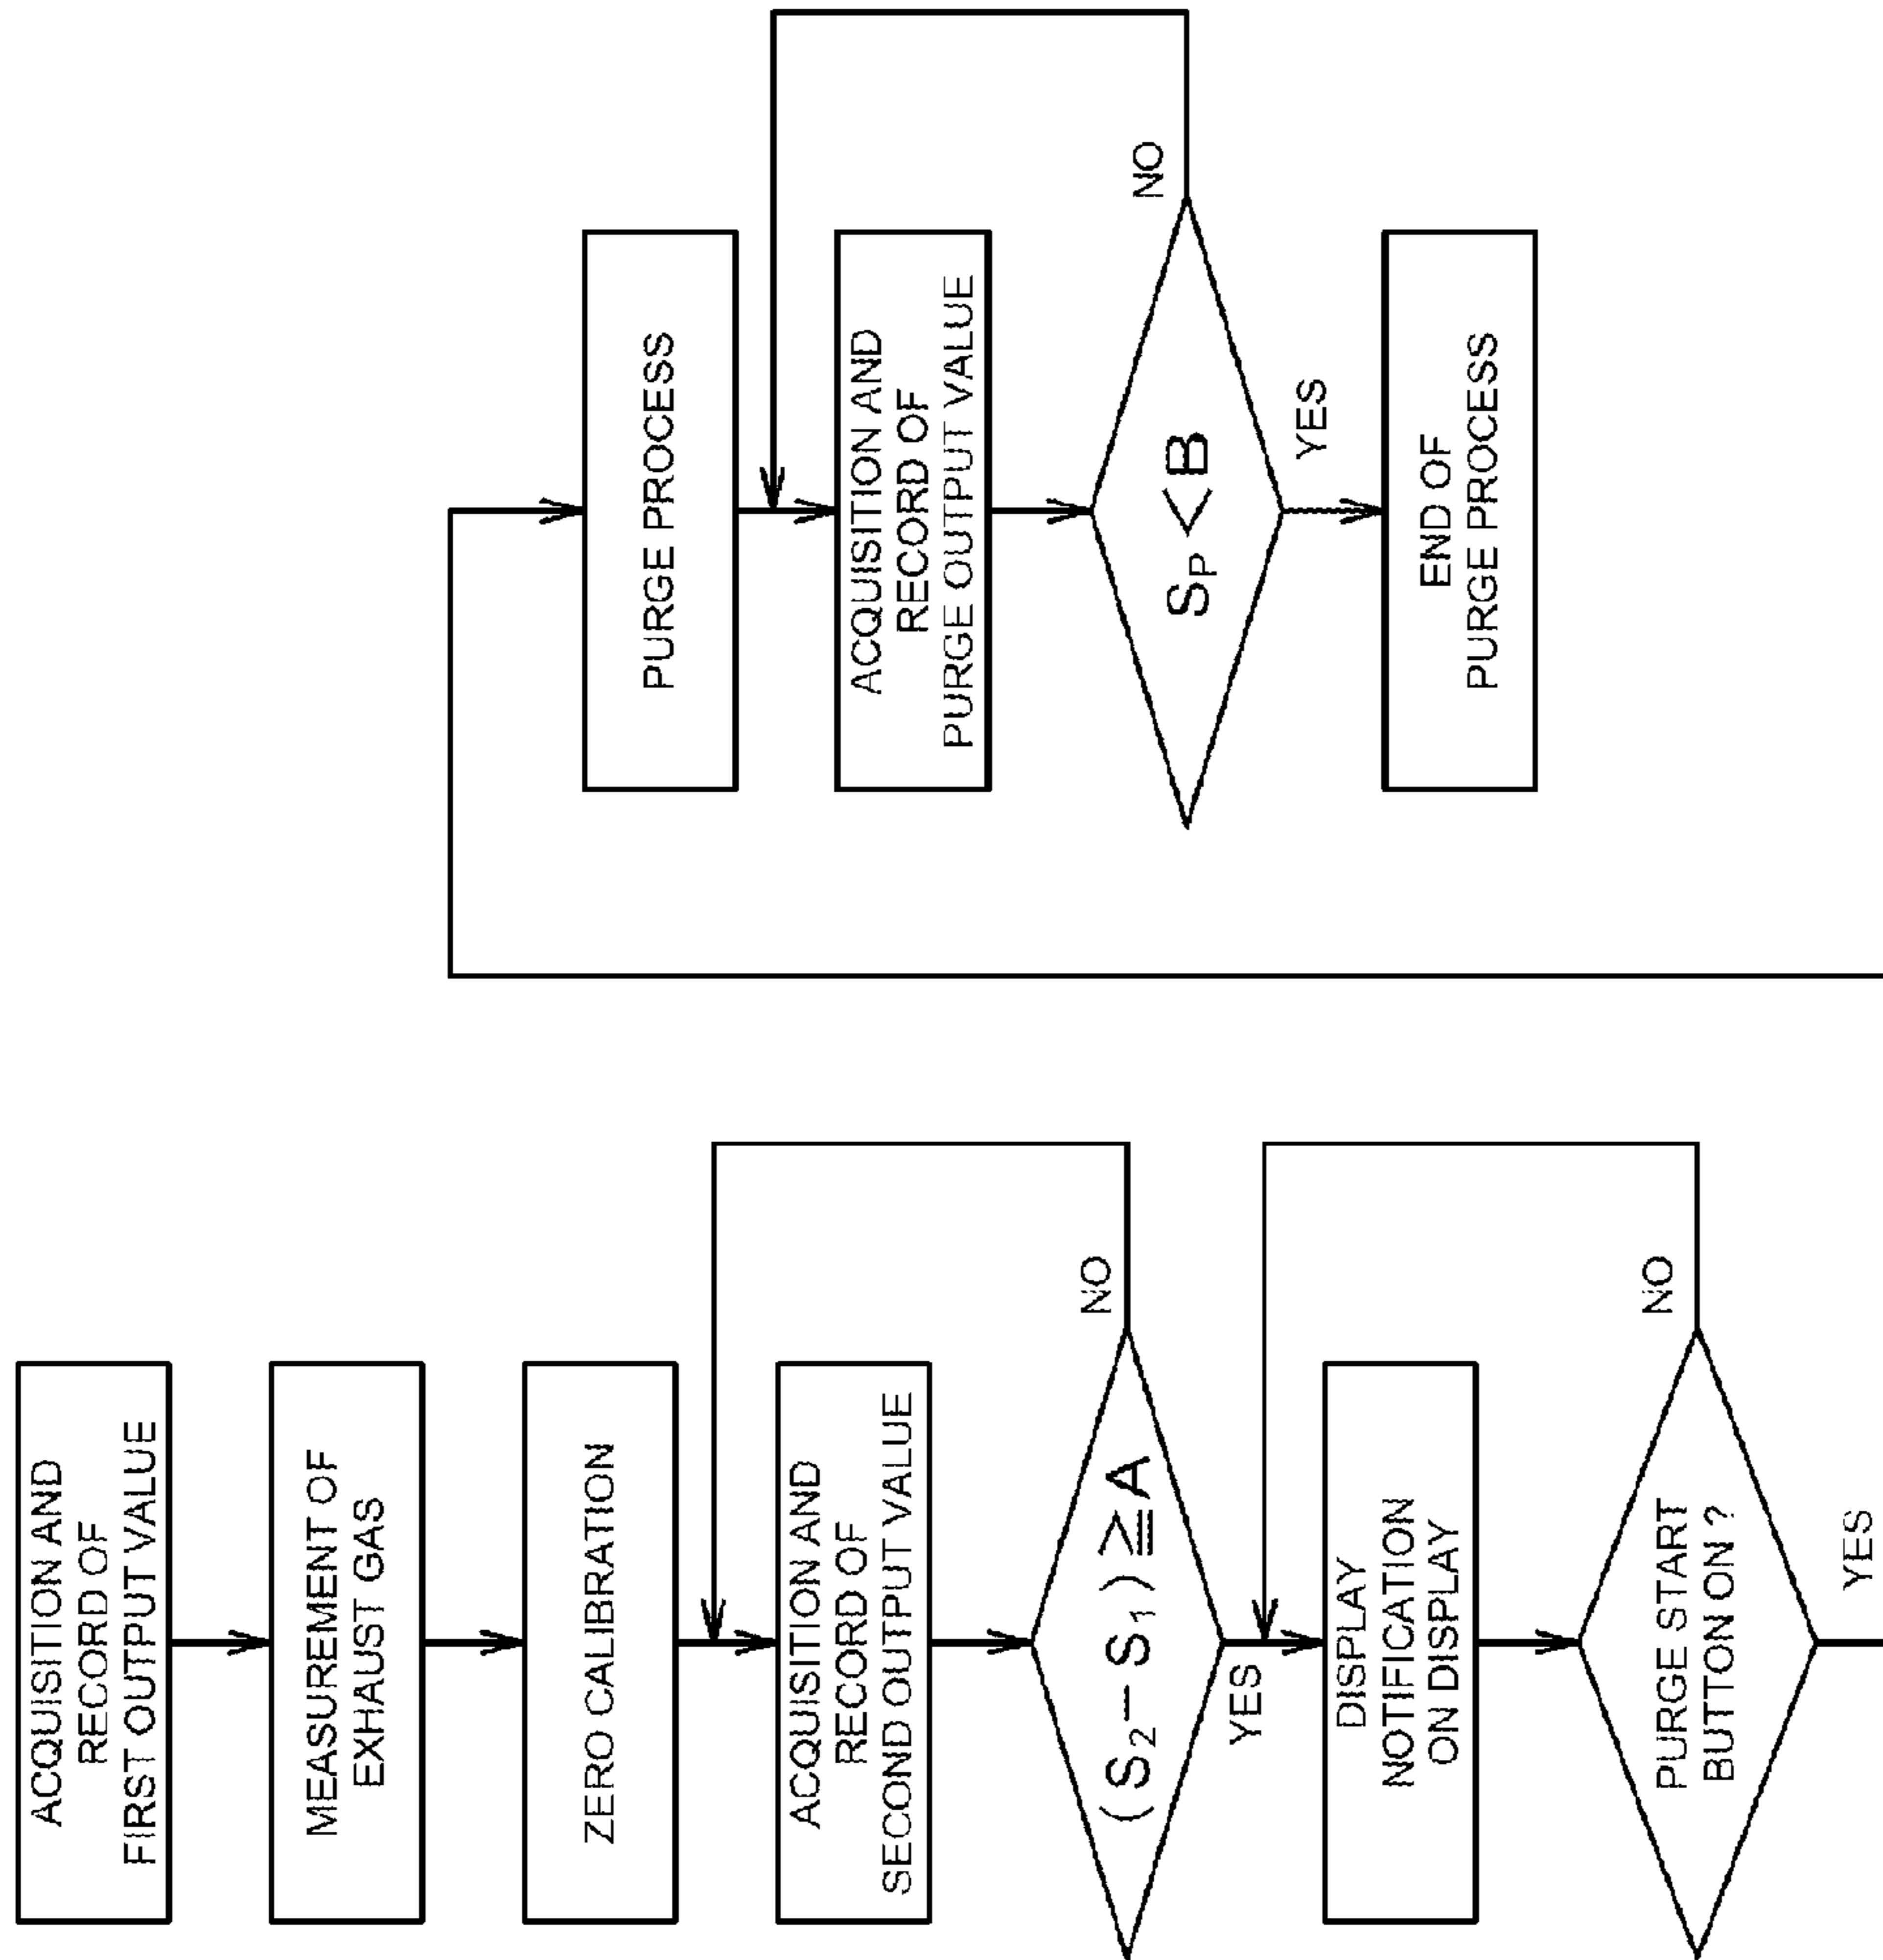 ACQUISITION AND
RECORD OF
FIRST OUTPUT VALUE
MEASUREMENT OF
EXHAUST GAS
ZERO CALIBRATION
ACQUISITION AND
RECORD OF
SECOND OUTPUT VALUE
(S₂－S₁)≧A
NO
YES
DISPLAY
NOTIFICATION
ON DISPLAY
PURGE START
BUTTON ON ?
NO
YES
PURGE PROCESS
ACQUISITION AND
RECORD OF
PURGE OUTPUT VALUE
Sₚ<B
NO
YES
END OF
PURGE PROCESS